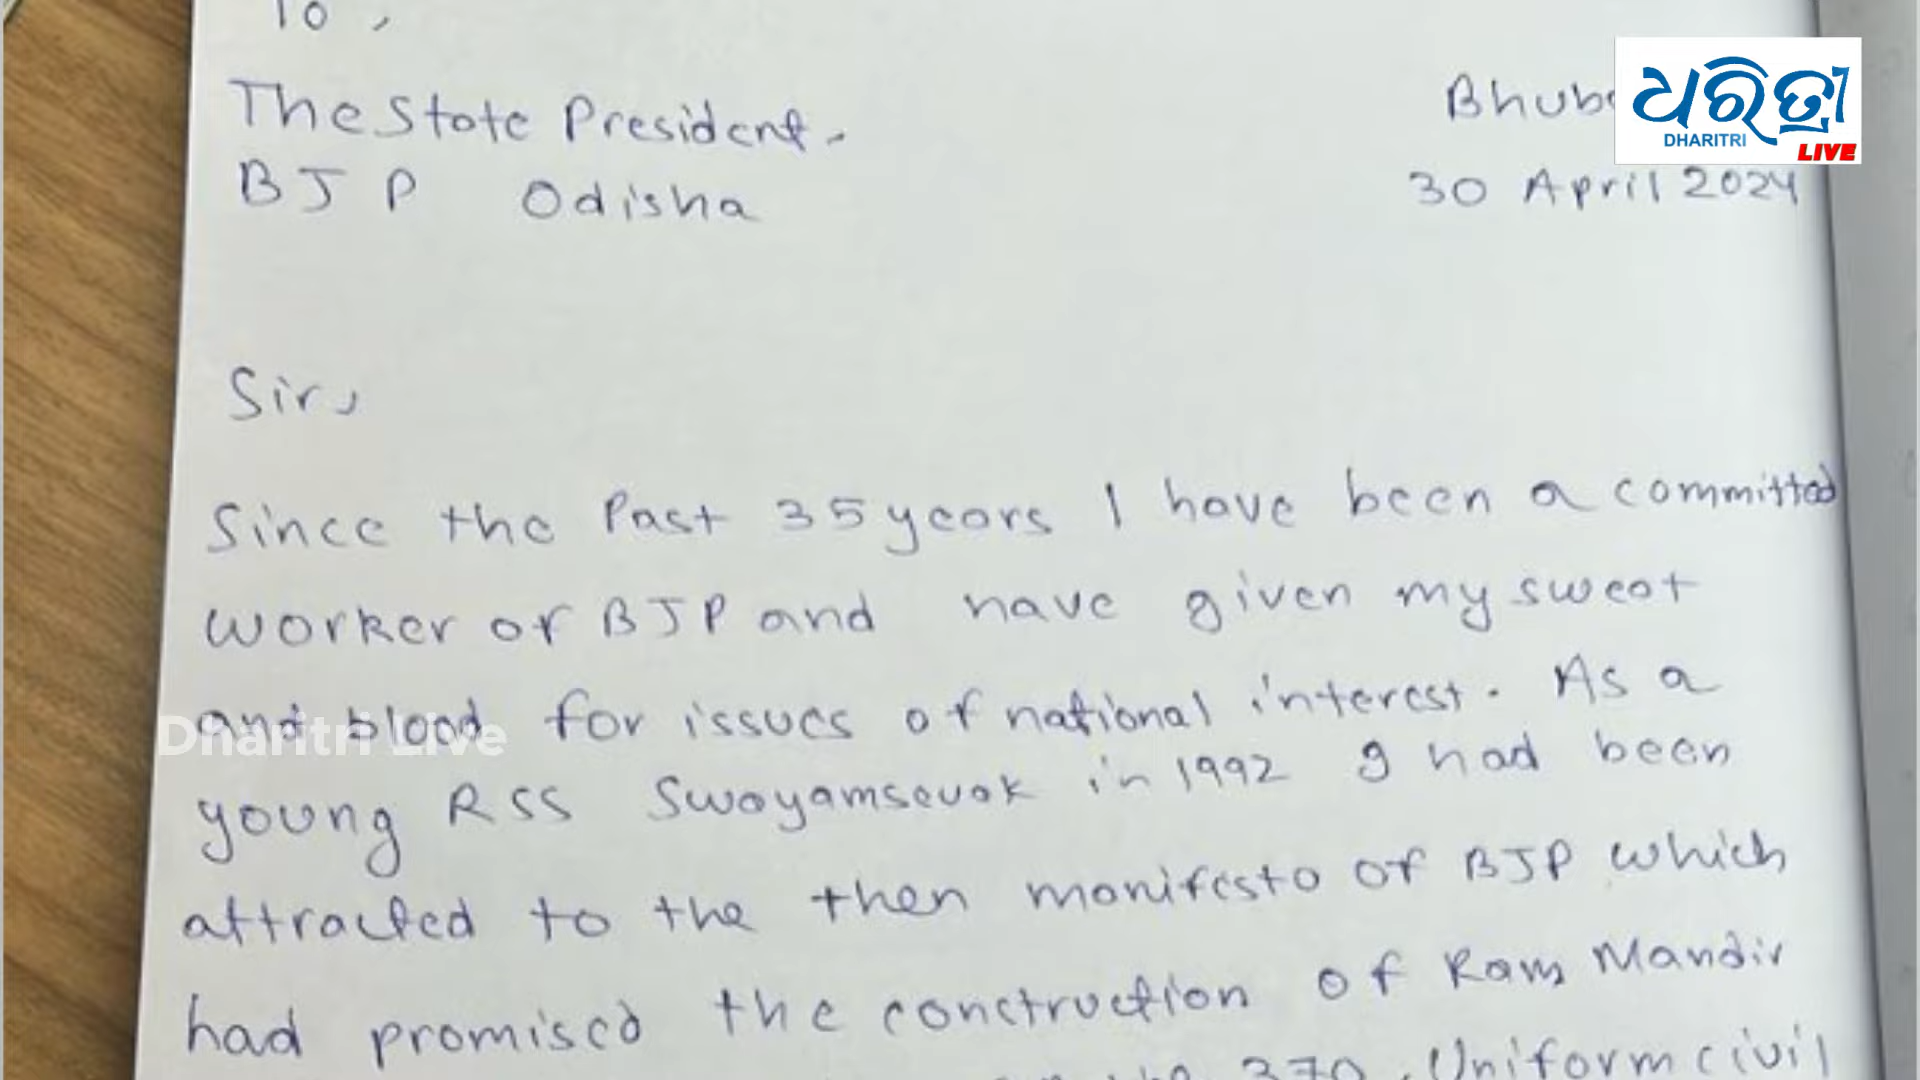 To,
The State President.
BJP Odisha
30 April 2024
ଧରିତ୍ରୀ
DHARITRI
LIVE
Sir,
Since the Past 35 years I have been a committed
worker of BJP and have given my sweat
and blood for issues of national interest. As a
Dharitri Live
young RSS Swayamsevak in 1992 I had been
attracted to the then manifesto of BJP which
had promised the construction of Ram Mandir
370, Uniform civil